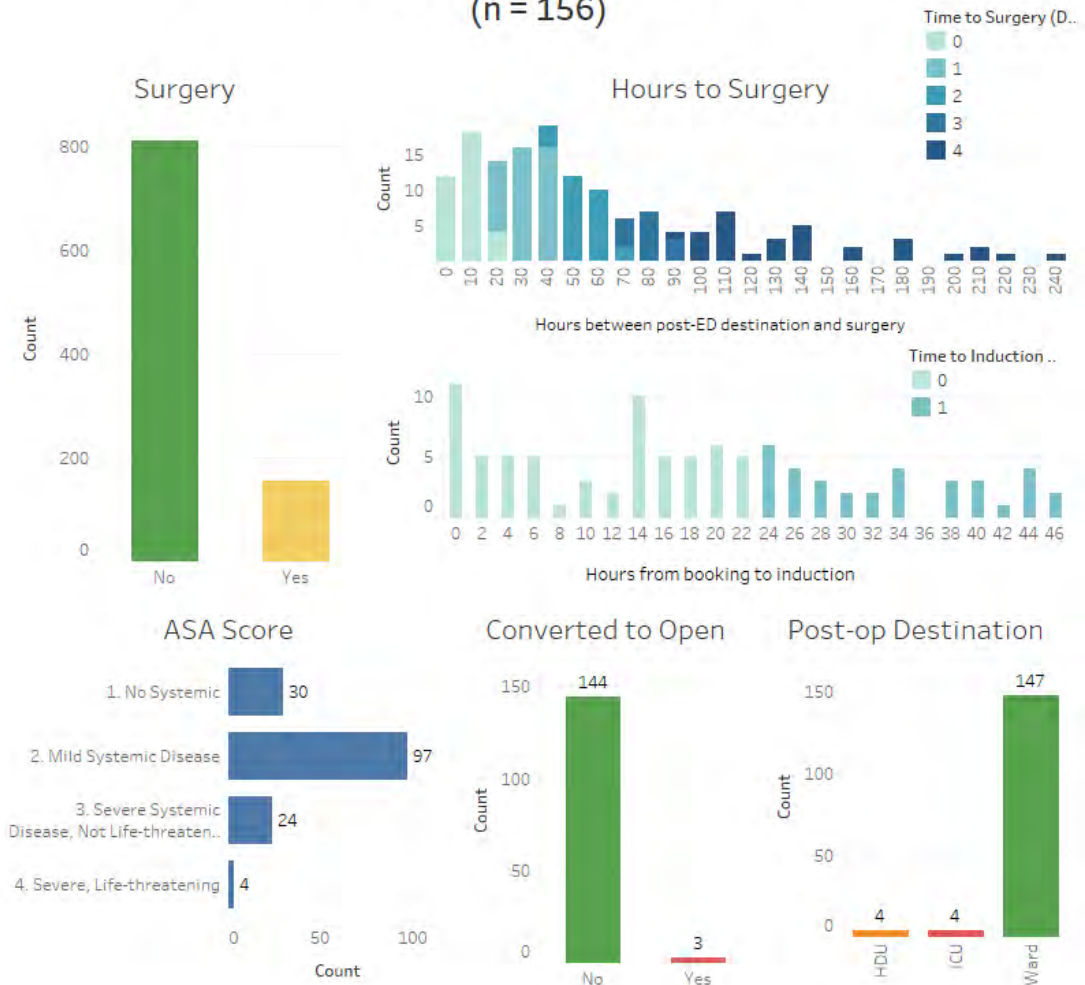 (n = 156)
Time to Surgery (D..
0
1
2
3
4
Surgery
Count
800
600
400
200
0
No
Yes
Hours to Surgery
Count
15
10
5
0
10
20
30
40
50
60
70
80
90
100
110
120
130
140
150
160
170
180
190
200
210
220
230
240
Hours between post-ED destination and surgery
Time to Induction ..
0
1
Count
10
5
0
0 2 4 6 8 10 12 14 16 18 20 22 24 26 28 30 32 34 36 38 40 42 44 46
Hours from booking to induction
ASA Score
1. No Systemic
30
2. Mild Systemic Disease
97
3. Severe Systemic
Disease, Not Life-threaten..
24
4. Severe, Life-threatening
4
0 50 100
Count
Converted to Open
Count
150
100
50
0
144
3
No
Yes
Post-op Destination
Count
150
100
50
0
4
4
147
HDU
ICU
Ward